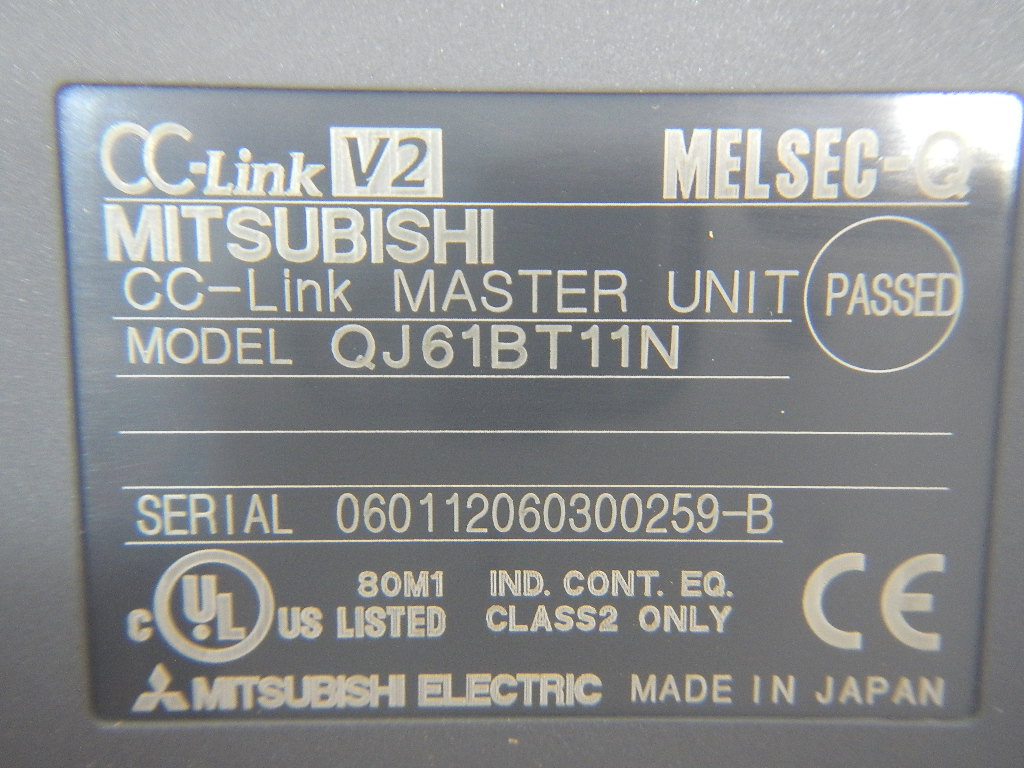 CC-Link V2 MELSEC-Q
MITSUBISHI
CC-Link MASTER UNIT PASSED
MODEL QJ61BT11N
SERIAL 060112060300259-B
C UL US LISTED 80M1 IND. CONT. EQ.
CLASS2 ONLY CE
MITSUBISHI ELECTRIC MADE IN JAPAN